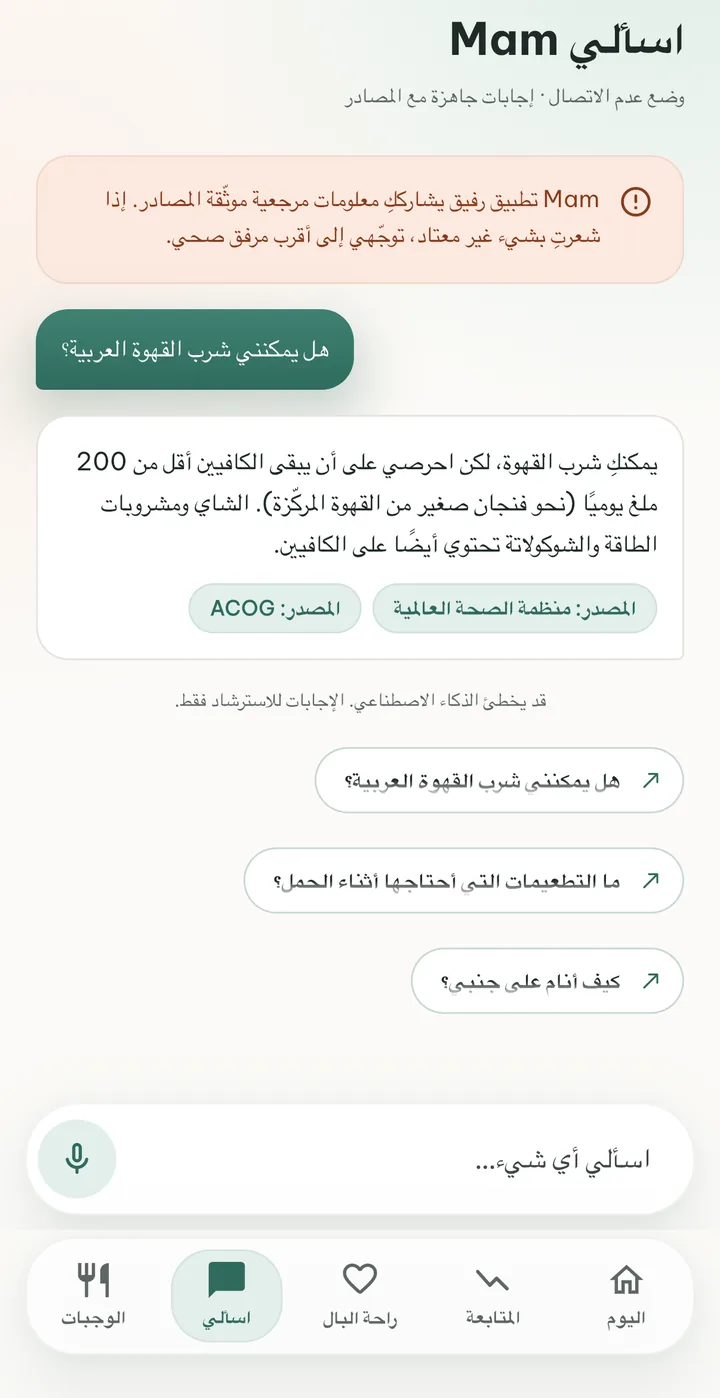 اسألي Mam
وضع عدم الاتصال · إجابات جاهزة مع المصادر
Mam تطبيق رفيق يشارككِ معلومات مرجعية موثّقة المصادر. إذا
شعرتِ بشيء غير معتاد، توجّهي إلى أقرب مرفق صحي.
هل يمكنني شرب القهوة العربية؟
يمكنكِ شرب القهوة، لكن احرصي على أن يبقى الكافيين أقل من 200
ملغ يوميًا (نحو فنجان صغير من القهوة المركّزة). الشاي ومشروبات
الطاقة والشوكولاتة تحتوي أيضًا على الكافيين.
المصدر: منظمة الصحة العالمية
المصدر: ACOG
قد يخطئ الذكاء الاصطناعي. الإجابات للاسترشاد فقط.
هل يمكنني شرب القهوة العربية؟
ما التطعيمات التي أحتاجها أثناء الحمل؟
كيف أنام على جنبي؟
اسألي أي شيء...
اليوم
المتابعة
راحة البال
اسألي
الوجبات